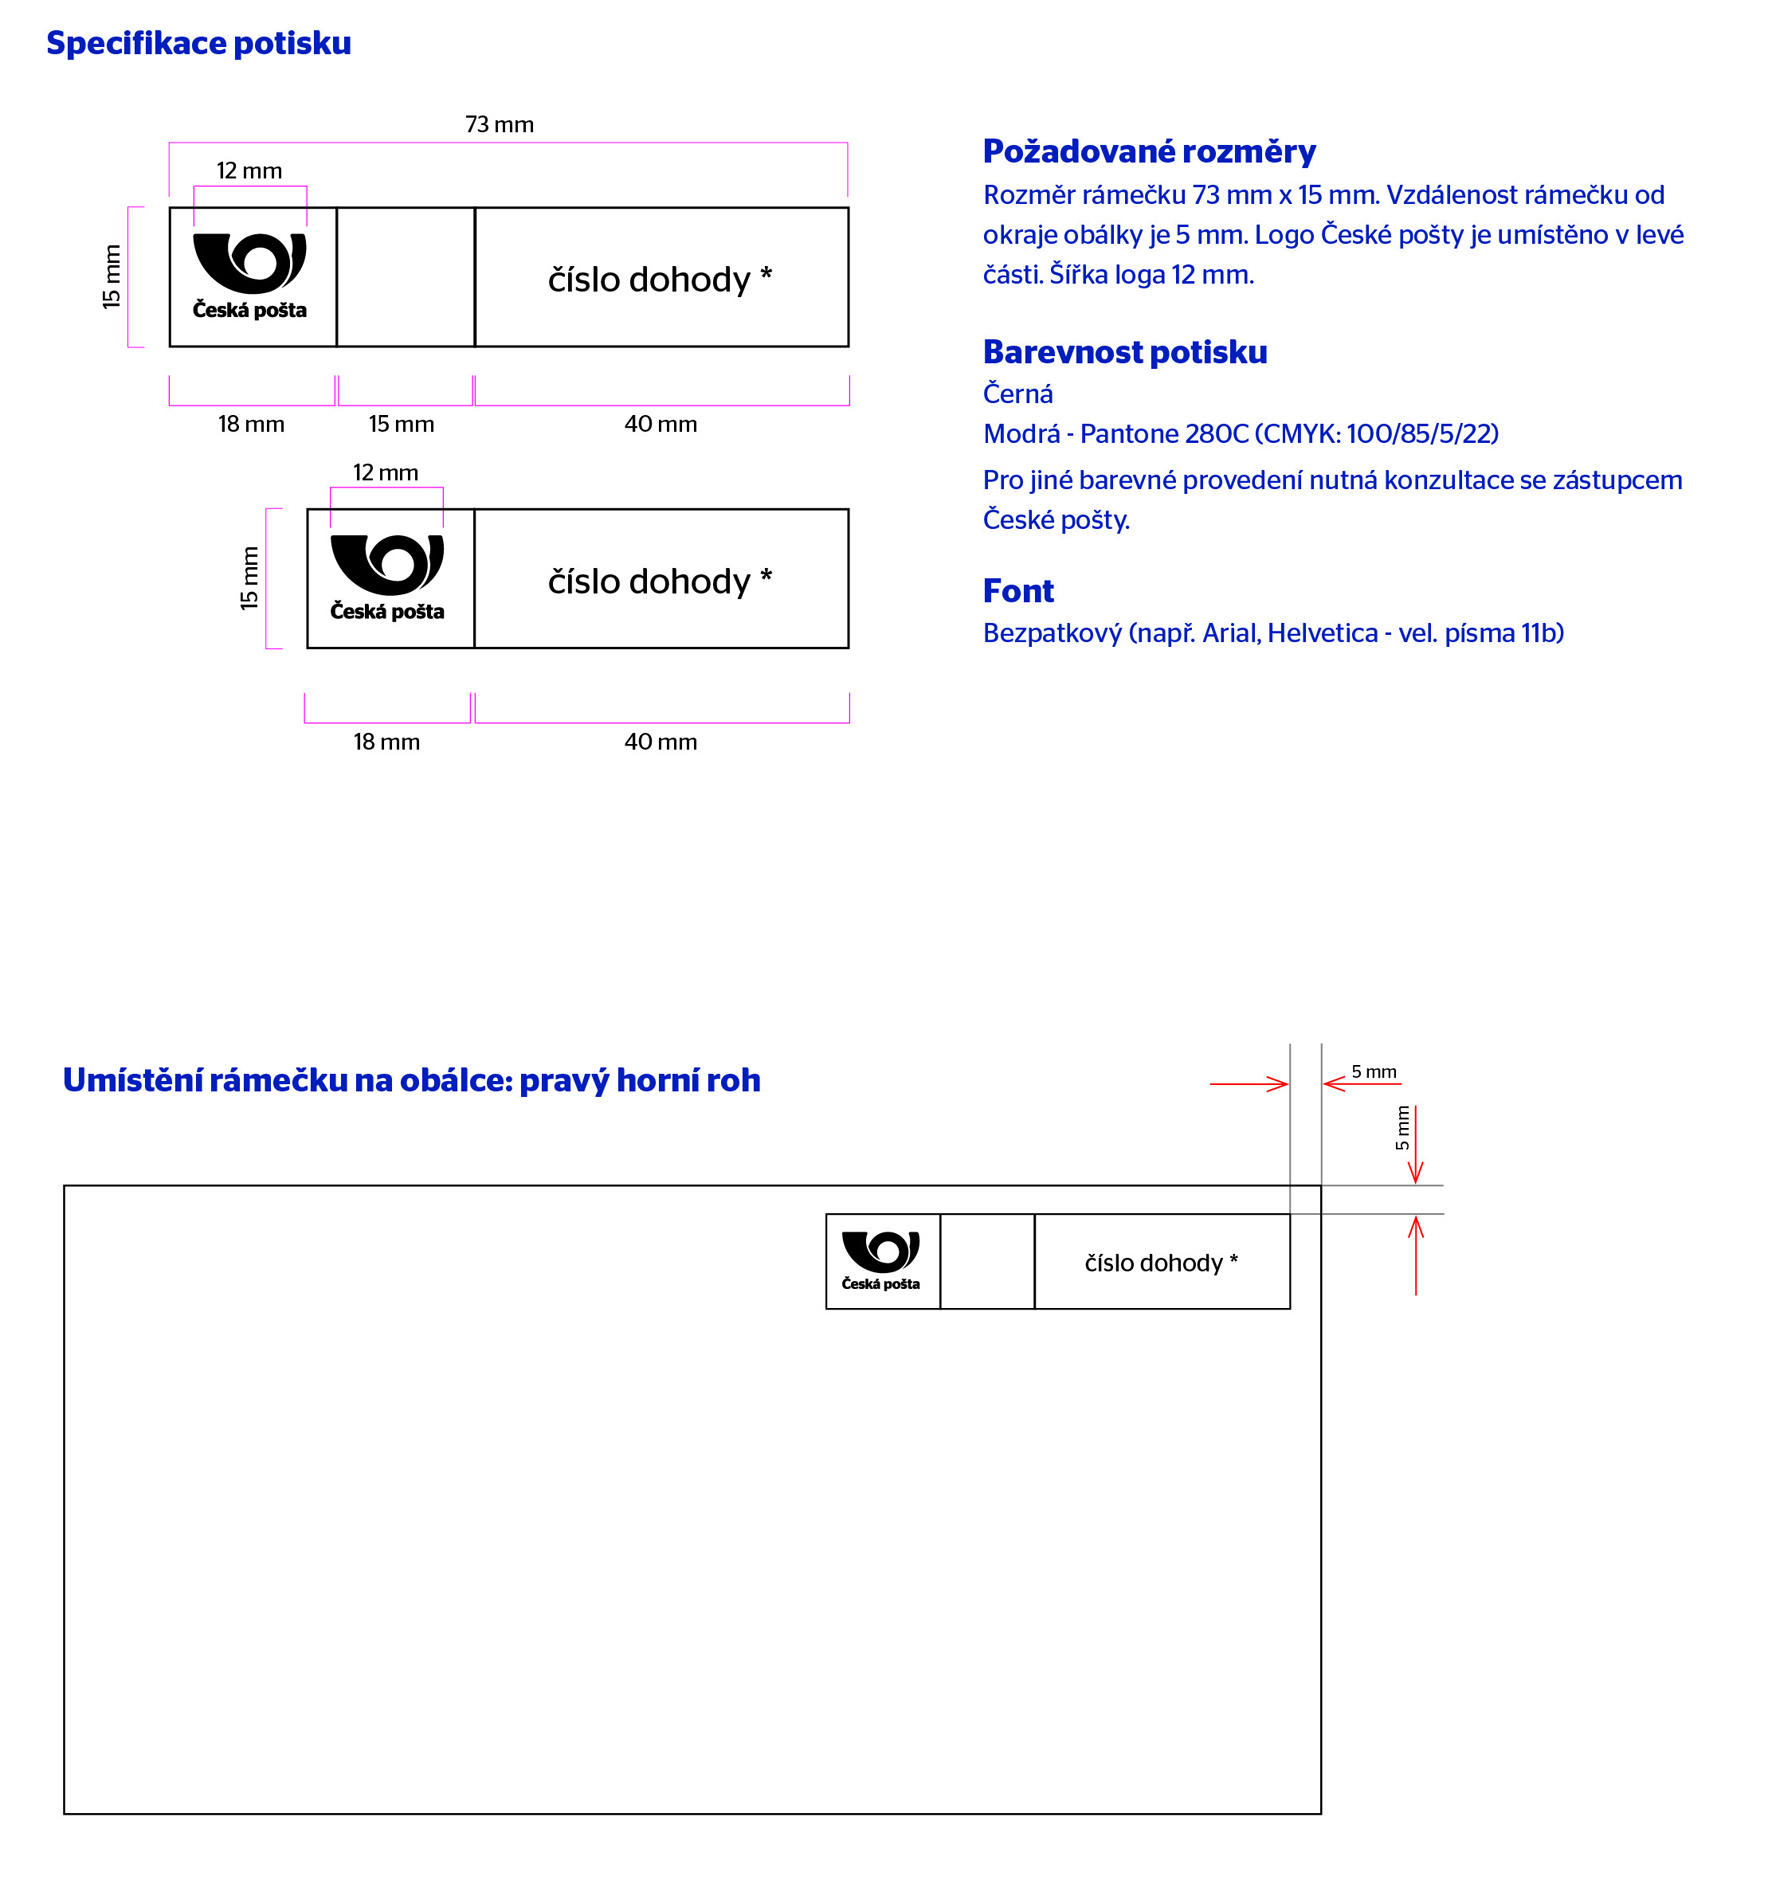 Specifikace potisku
73 mm
12 mm
15 mm
Česká pošta
číslo dohody *
18 mm
15 mm
40 mm
12 mm
15 mm
Česká pošta
číslo dohody *
18 mm
40 mm
Požadované rozměry
Rozměr rámečku 73 mm x 15 mm. Vzdálenost rámečku od
okraje obálky je 5 mm. Logo České pošty je umístěno v levé
části. Šířka loga 12 mm.
Barevnost potisku
Černá
Modrá - Pantone 280C (CMYK: 100/85/5/22)
Pro jiné barevné provedení nutná konzultace se zástupcem
České pošty.
Font
Bezpatkový (např. Arial, Helvetica - vel. písma 11b)
Umístění rámečku na obálce: pravý horní roh
5 mm
5 mm
Česká pošta
číslo dohody *